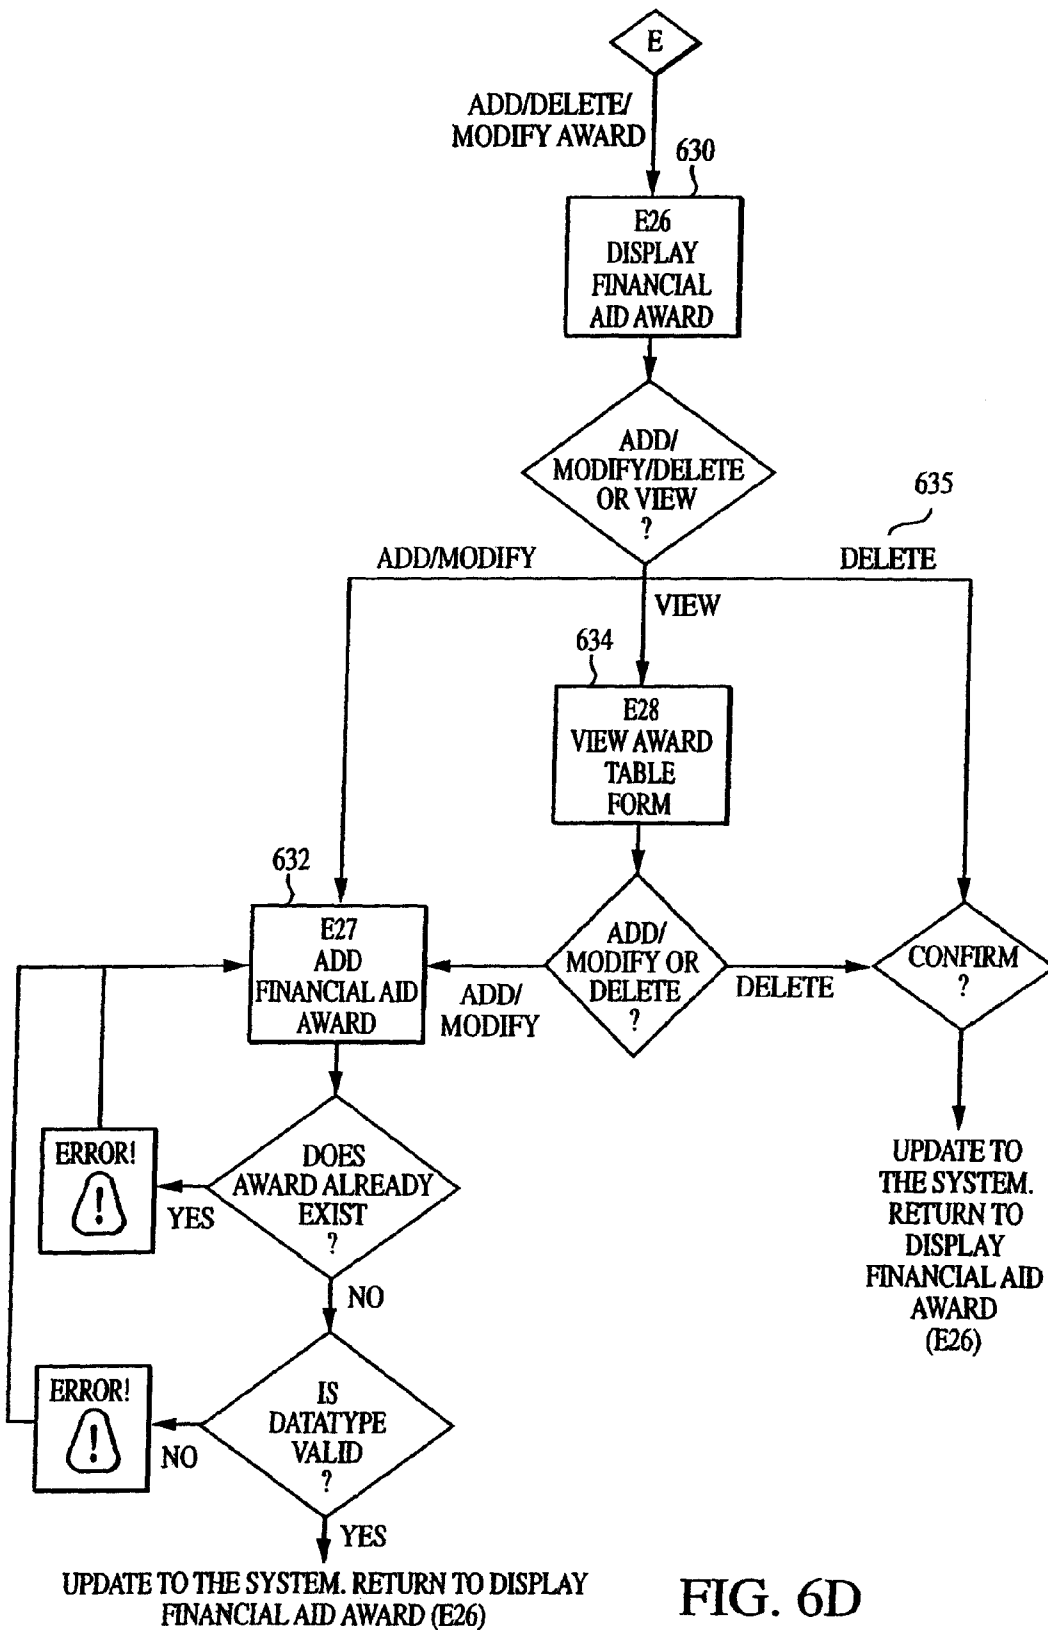 E
ADD/DELETE/
MODIFY AWARD
630
E26
DISPLAY
FINANCIAL
AID AWARD
ADD/
MODIFY/DELETE
OR VIEW
?
635
ADD/MODIFY
DELETE
VIEW
634
E28
VIEW AWARD
TABLE
FORM
632
E27
ADD
FINANCIAL AID
AWARD
ADD/
MODIFY
ADD/
MODIFY OR
DELETE
?
DELETE
CONFIRM
?
ERROR!
!
YES
DOES
AWARD ALREADY
EXIST
?
UPDATE TO
THE SYSTEM.
RETURN TO
DISPLAY
FINANCIAL AID
AWARD
(E26)
NO
ERROR!
!
NO
IS
DATATYPE
VALID
?
YES
UPDATE TO THE SYSTEM. RETURN TO DISPLAY
FINANCIAL AID AWARD (E26)
FIG. 6D